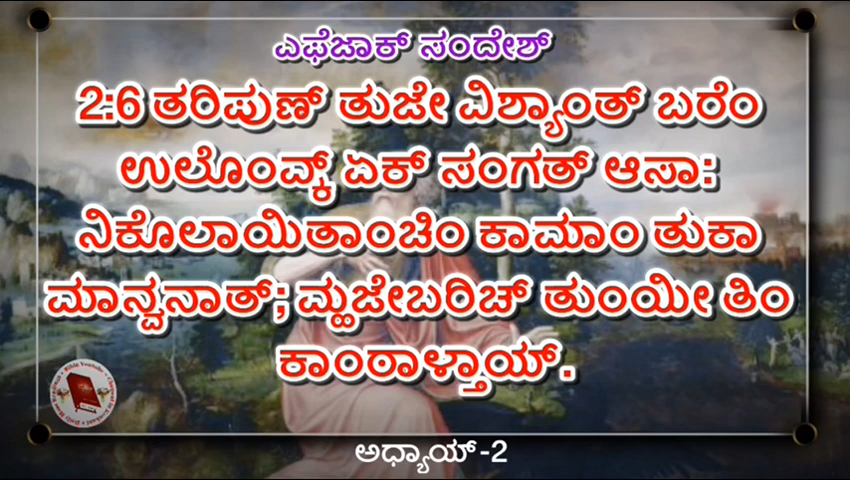 ಎಫೆಜಾಕ್ ಸಂದೇಶ್
2:6 ತರಿಪುಣ್ ತುಜೇ ವಿಶ್ಯಾಂತ್ ಬರೆಂ
ಉಲೊಂವ್ಕ್ ಏಕ್ ಸಂಗತ್ ಆಸಾ:
ನಿಕೊಲಾಯಿತಾಂಚಿಂ ಕಾಮಾಂ ತುಕಾ
ಮಾನ್ವನಾತ್; ಮ್ಹಜೇಬರಿಚ್ ತುಂಯೀ ತಿಂ
ಕಾಂಠಾಳ್ತಾಯ್.
ಅಧ್ಯಾಯ್-2